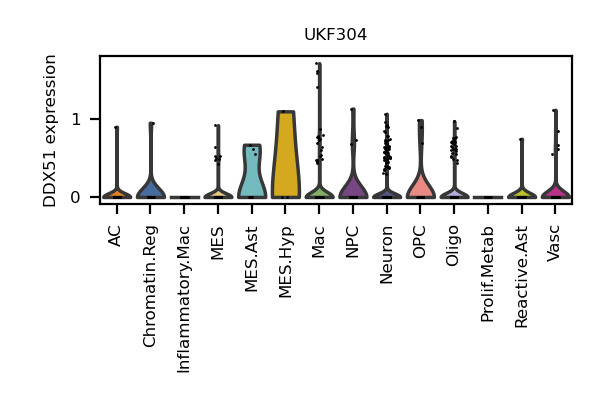 UKF304
DDX51 expression
1
0
AC
Chromatin.Reg
Inflammatory.Mac
MES
MES.Ast
MES.Hyp
Mac
NPC
Neuron
OPC
Oligo
Prolif.Metab
Reactive.Ast
Vasc